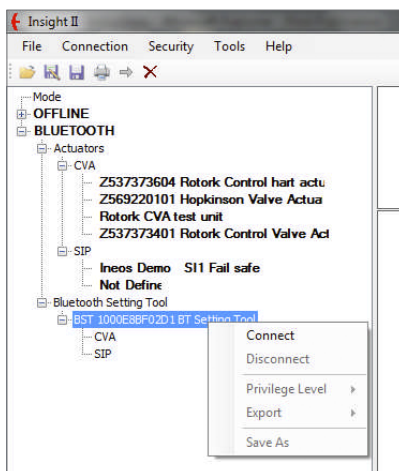 Insight II
File Connection Security Tools Help
Mode
OFFLINE
BLUETOOTH
Actuators
CVA
Z537373604 Rotork Control hart actu
Z569220101 Hopkinson Valve Actua
Rotork CVA test unit
Z537373401 Rotork Control Valve Act
SIP
Ineos Demo SI1 Fail safe
Not Define
Bluetooth Setting Tool
BST 1000E8BF02D1 BT Setting Tool
CVA
SIP
Connect
Disconnect
Privilege Level
Export
Save As